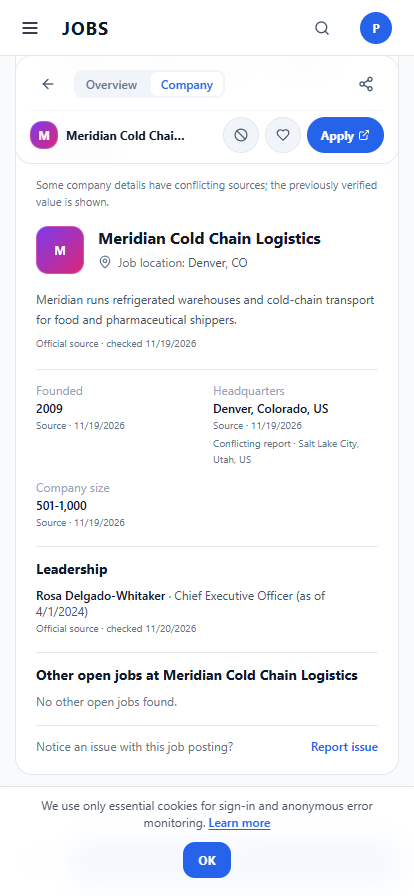 JOBS
P
Overview
Company
M
Meridian Cold Chai...
Apply
Some company details have conflicting sources; the previously verified
value is shown.
M
Meridian Cold Chain Logistics
Job location: Denver, CO
Meridian runs refrigerated warehouses and cold-chain transport
for food and pharmaceutical shippers.
Official source · checked 11/19/2026
Founded
2009
Source · 11/19/2026
Headquarters
Denver, Colorado, US
Source · 11/19/2026
Conflicting report · Salt Lake City,
Utah, US
Company size
501-1,000
Source · 11/19/2026
Leadership
Rosa Delgado-Whitaker · Chief Executive Officer (as of
4/1/2024)
Official source · checked 11/20/2026
Other open jobs at Meridian Cold Chain Logistics
No other open jobs found.
Notice an issue with this job posting?
Report issue
We use only essential cookies for sign-in and anonymous error
monitoring. Learn more
OK